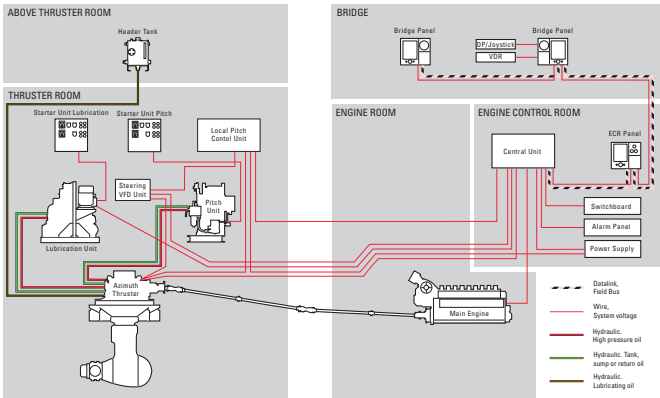 ABOVE THRUSTER ROOM
Header Tank
BRIDGE
Bridge Panel
Bridge Panel
DP/Joystick
VDR
THRUSTER ROOM
Starter Unit Lubrication
Starter Unit Pitch
Local Pitch
Contol Unit
Steering
VFD Unit
Pitch
Unit
Lubrication Unit
Azimuth
Thruster
ENGINE ROOM
Main Engine
ENGINE CONTROL ROOM
ECR Panel
Central Unit
Switchboard
Alarm Panel
Power Supply
Datalink,
Field Bus
Wire,
System voltage
Hydraulic.
High pressure oil
Hydraulic. Tank,
sump or return oil
Hydraulic.
Lubricating oil